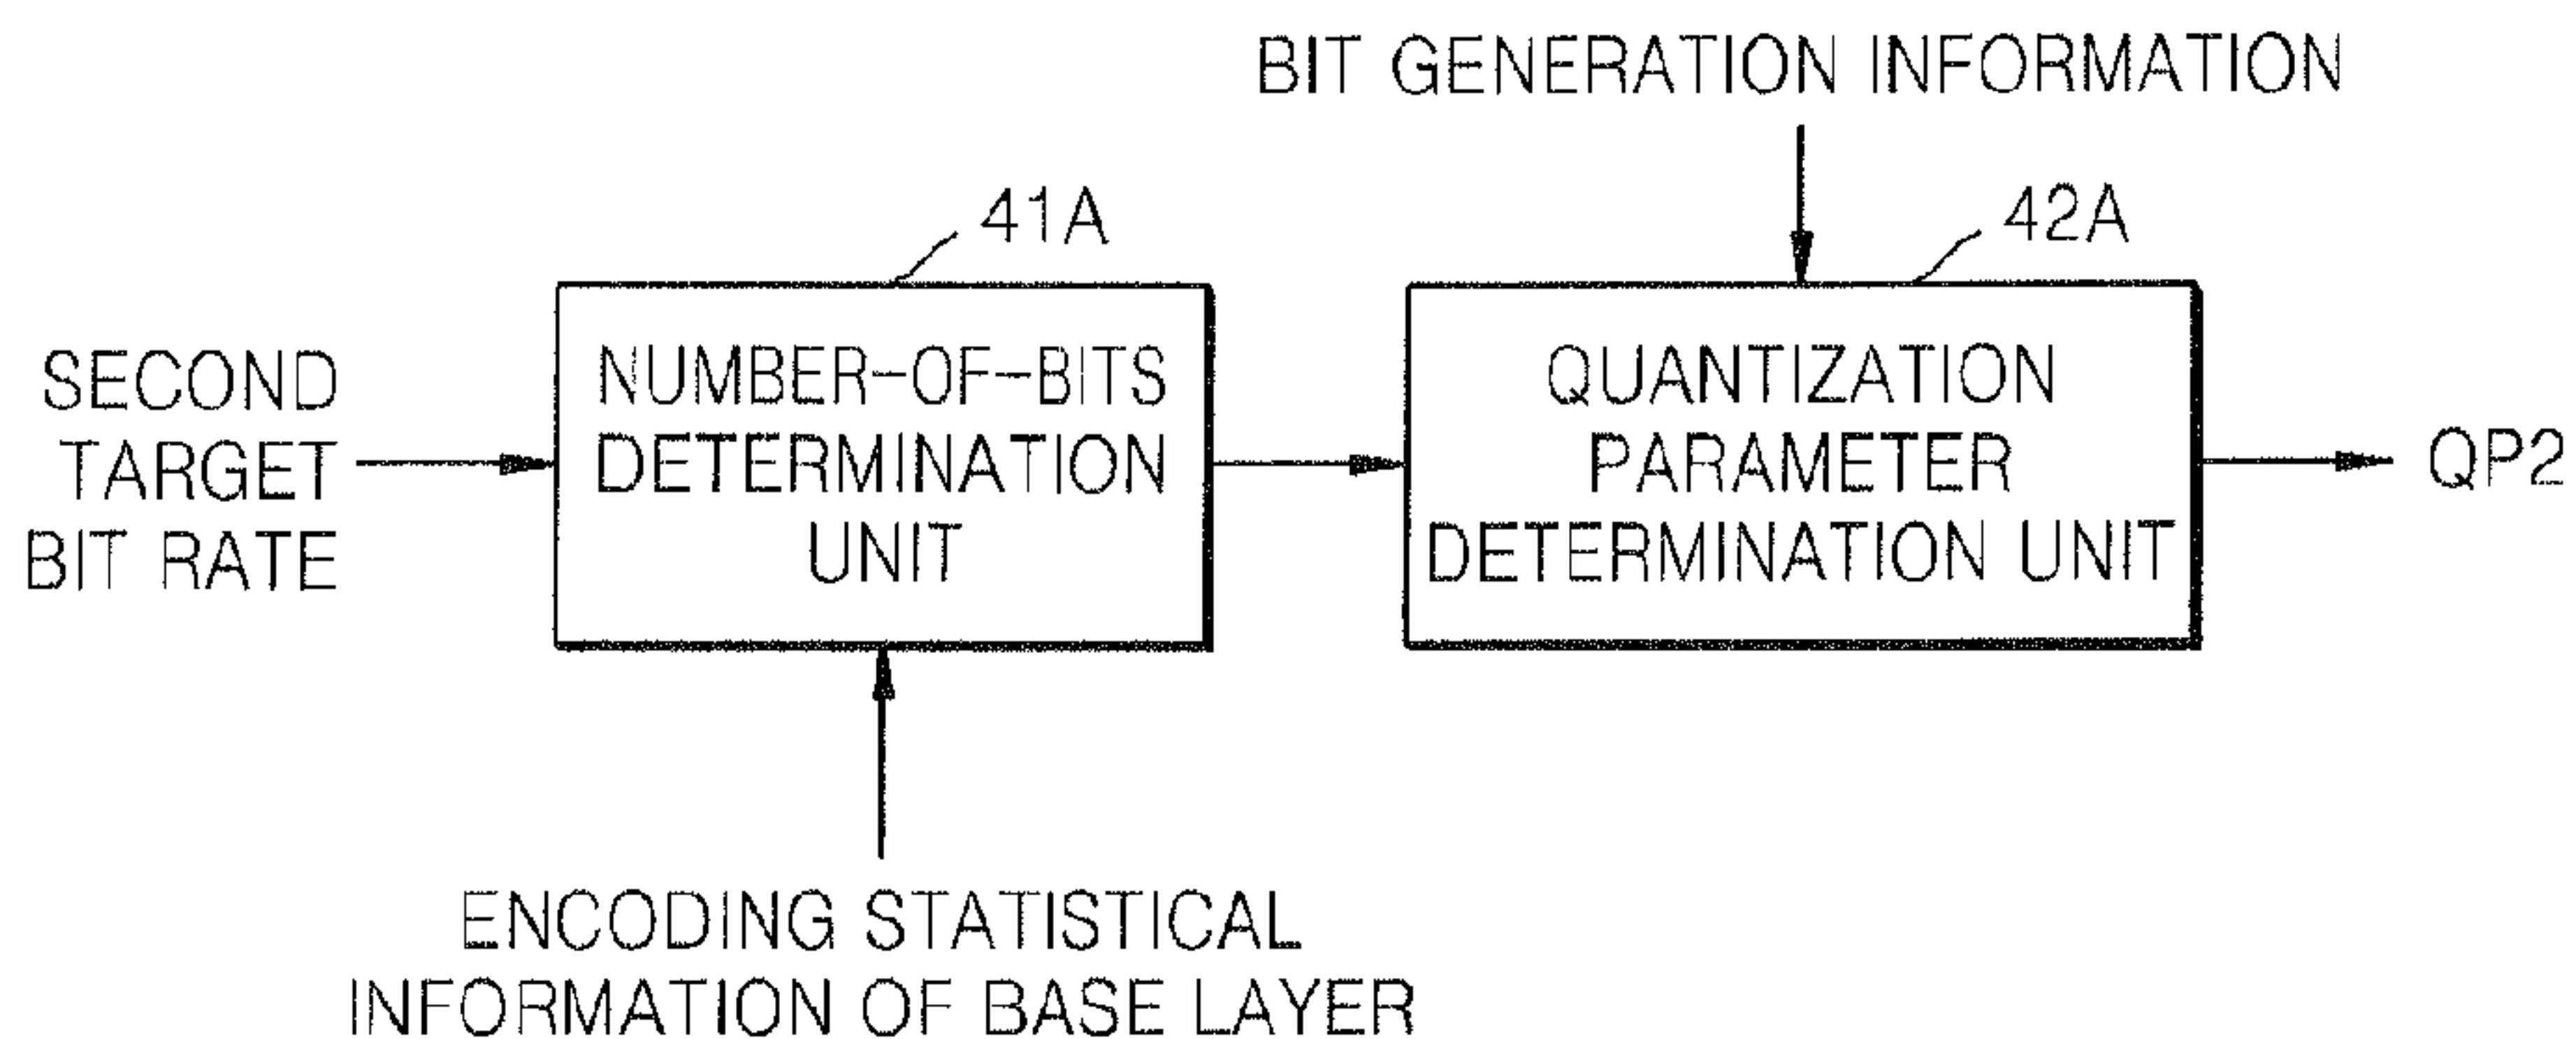 BIT GENERATION INFORMATION
41A
42A
SECOND
TARGET
BIT RATE
NUMBER-OF-BITS
DETERMINATION
UNIT
QUANTIZATION
PARAMETER
DETERMINATION UNIT
QP2
ENCODING STATISTICAL
INFORMATION OF BASE LAYER